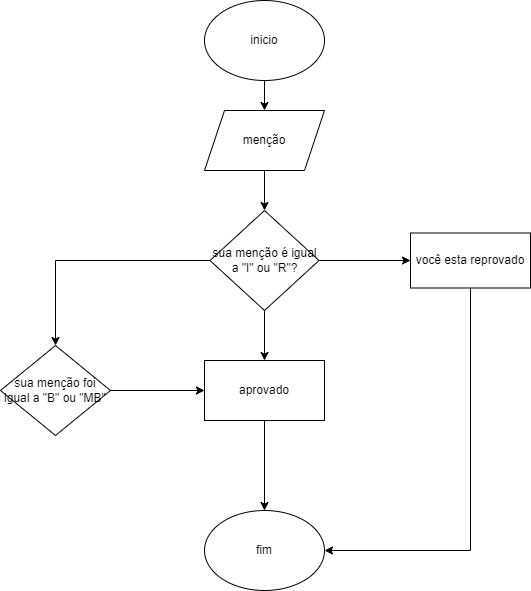 inicio
menção
sua menção é igual
a "I" ou "R"?
você esta reprovado
sua menção foi
igual a "B" ou "MB"
aprovado
fim